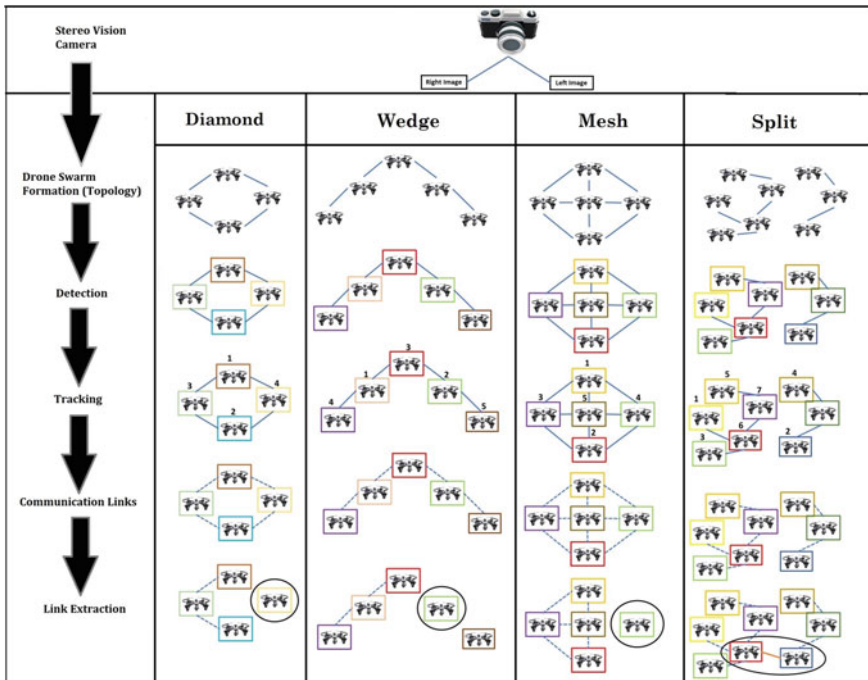 Stereo Vision
Camera
Right Image
Left Image
Diamond
Wedge
Mesh
Split
Drone Swarm
Formation (Topology)
Detection
Tracking
1
3
4
2
3
1
2
4
5
1
3
5
4
2
5
4
7
1
6
3
2
Communication Links
Link Extraction